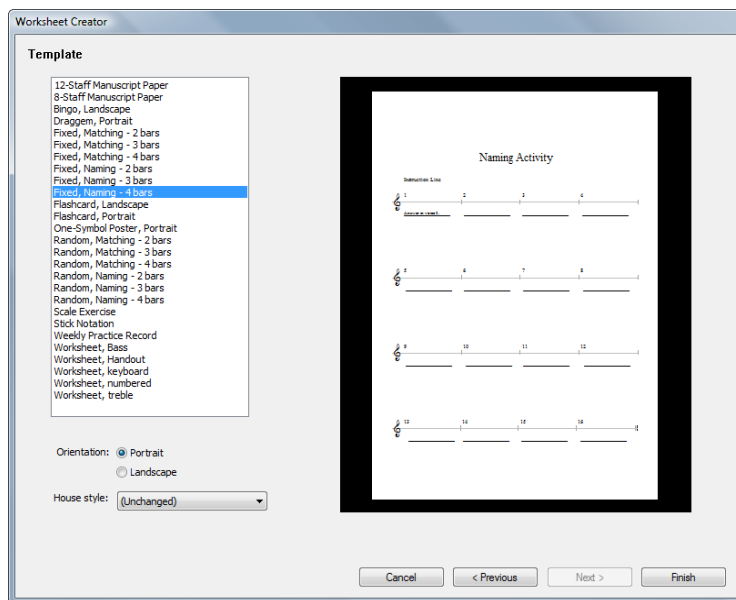 Worksheet Creator
Template
12-Staff Manuscript Paper
8-Staff Manuscript Paper
Bingo, Landscape
Draggem, Portrait
Fixed, Matching - 2 bars
Fixed, Matching - 3 bars
Fixed, Matching - 4 bars
Fixed, Naming - 2 bars
Fixed, Naming - 3 bars
Fixed, Naming - 4 bars
Flashcard, Landscape
Flashcard, Portrait
One-Symbol Poster, Portrait
Random, Matching - 2 bars
Random, Matching - 3 bars
Random, Matching - 4 bars
Random, Naming - 2 bars
Random, Naming - 3 bars
Random, Naming - 4 bars
Scale Exercise
Stick Notation
Weekly Practice Record
Worksheet, Bass
Worksheet, Handout
Worksheet, keyboard
Worksheet, numbered
Worksheet, treble
Orientation: Portrait
Landscape
House style: (Unchanged)
Naming Activity
Instruction Line
1 2 3 4
5 6 7 8
9 10 11 12
13 14 15 16
Cancel < Previous Next > Finish